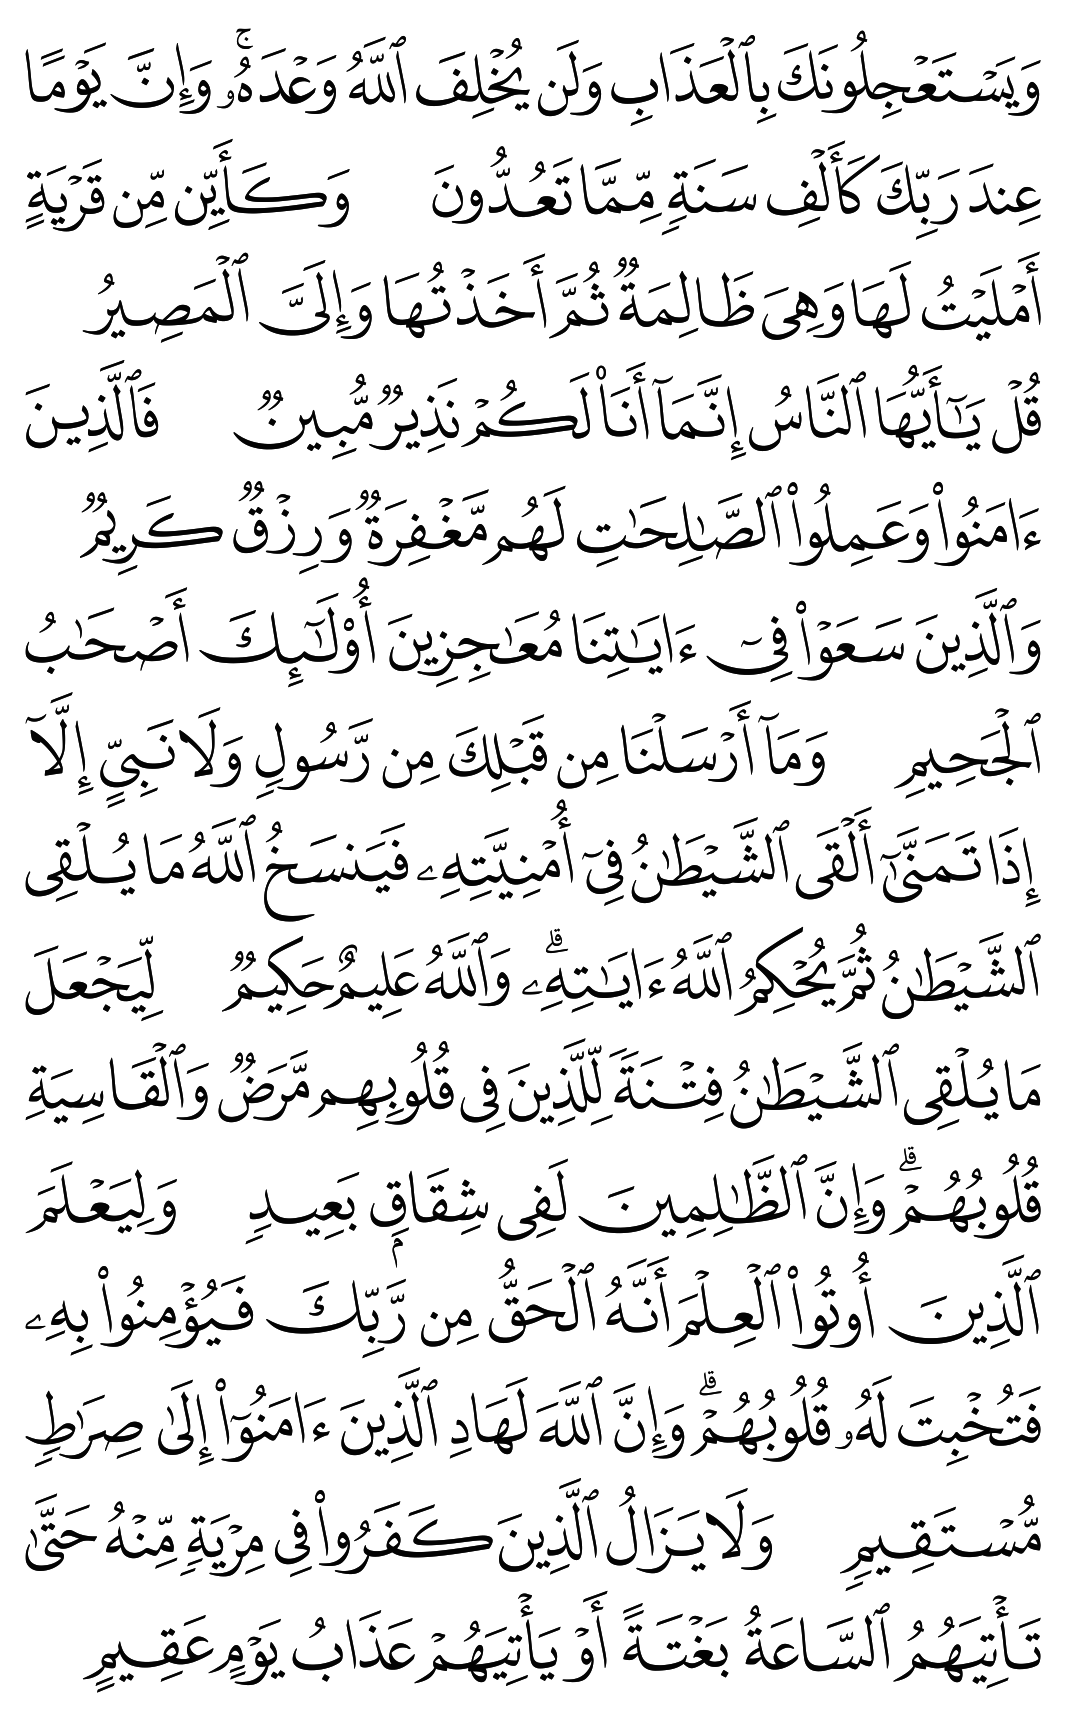 وَيَسۡتَعۡجِلُونَكَ بِٱلۡعَذَابِ وَلَن يُخۡلِفَ ٱللَّهُ وَعۡدَهُۥۚ وَإِنَّ يَوۡمًا
عِندَ رَبِّكَ كَأَلۡفِ سَنَةٖ مِّمَّا تَعُدُّونَ وَكَأَيِّن مِّن قَرۡيَةٍ
أَمۡلَيۡتُ لَهَا وَهِيَ ظَالِمَةٞ ثُمَّ أَخَذۡتُهَا وَإِلَيَّ ٱلۡمَصِيرُ
قُلۡ يَٰٓأَيُّهَا ٱلنَّاسُ إِنَّمَآ أَنَا۠ لَكُمۡ نَذِيرٞ مُّبِينٞ فَٱلَّذِينَ
ءَامَنُواْ وَعَمِلُواْ ٱلصَّٰلِحَٰتِ لَهُم مَّغۡفِرَةٞ وَرِزۡقٞ كَرِيمٞ
وَٱلَّذِينَ سَعَوۡاْ فِيٓ ءَايَٰتِنَا مُعَٰجِزِينَ أُوْلَٰٓئِكَ أَصۡحَٰبُ
ٱلۡجَحِيمِ وَمَآ أَرۡسَلۡنَا مِن قَبۡلِكَ مِن رَّسُولٖ وَلَا نَبِيٍّ إِلَّآ
إِذَا تَمَنَّىٰٓ أَلۡقَى ٱلشَّيۡطَٰنُ فِيٓ أُمۡنِيَّتِهِۦ فَيَنسَخُ ٱللَّهُ مَا يُلۡقِي
ٱلشَّيۡطَٰنُ ثُمَّ يُحۡكِمُ ٱللَّهُ ءَايَٰتِهِۦۗ وَٱللَّهُ عَلِيمٌ حَكِيمٞ لِّيَجۡعَلَ
مَا يُلۡقِي ٱلشَّيۡطَٰنُ فِتۡنَةٗ لِّلَّذِينَ فِي قُلُوبِهِم مَّرَضٞ وَٱلۡقَاسِيَةِ
قُلُوبُهُمۡۗ وَإِنَّ ٱلظَّٰلِمِينَ لَفِي شِقَاقِۭ بَعِيدٖ وَلِيَعۡلَمَ
ٱلَّذِينَ أُوتُواْ ٱلۡعِلۡمَ أَنَّهُ ٱلۡحَقُّ مِن رَّبِّكَ فَيُؤۡمِنُواْ بِهِۦ
فَتُخۡبِتَ لَهُۥ قُلُوبُهُمۡۗ وَإِنَّ ٱللَّهَ لَهَادِ ٱلَّذِينَ ءَامَنُوٓاْ إِلَىٰ صِرَٰطٖ
مُّسۡتَقِيمٖ وَلَا يَزَالُ ٱلَّذِينَ كَفَرُواْ فِي مِرۡيَةٖ مِّنۡهُ حَتَّىٰ
تَأۡتِيَهُمُ ٱلسَّاعَةُ بَغۡتَةً أَوۡ يَأۡتِيَهُمۡ عَذَابُ يَوۡمٍ عَقِيمٍ